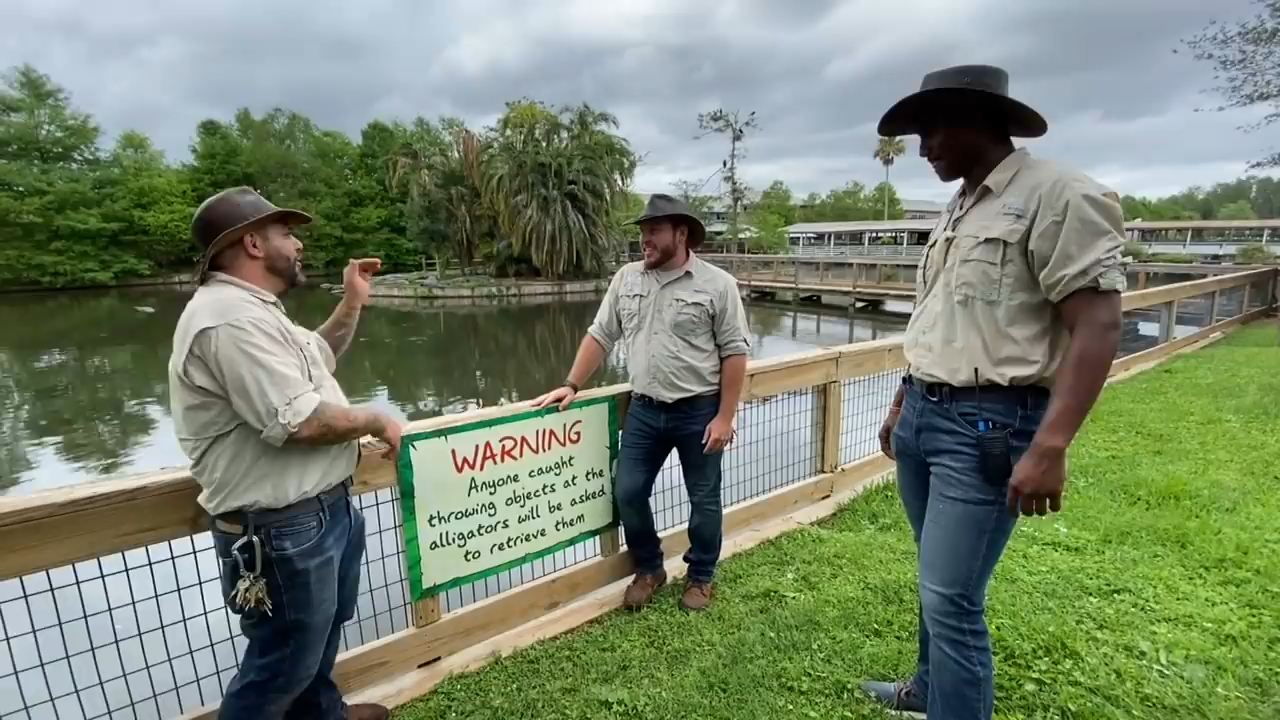 WARNING
Anyone caught
throwing objects at the
alligators will be asked
to retrieve them